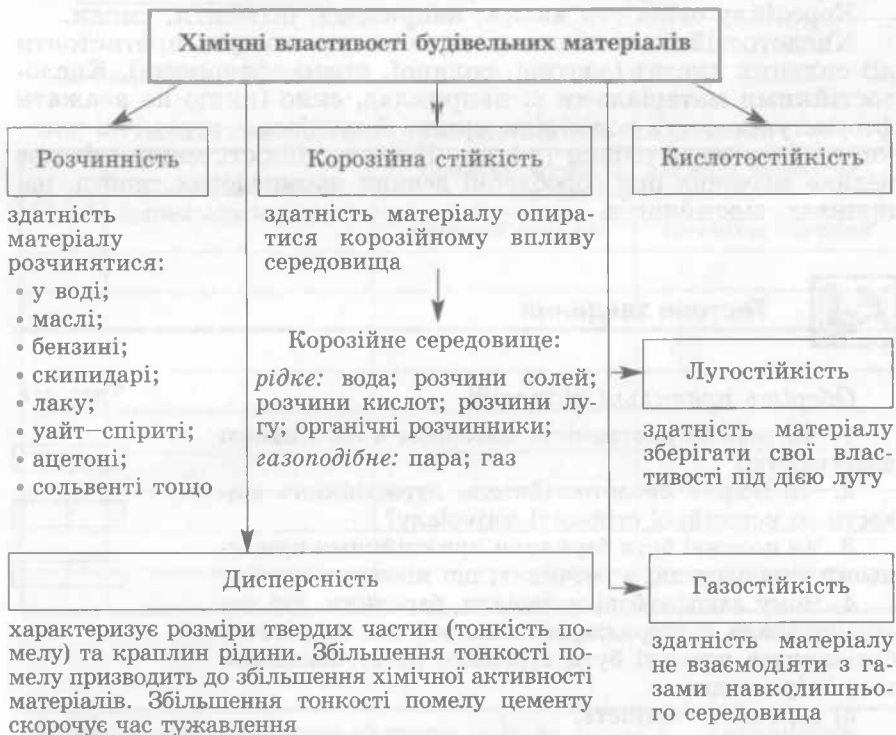 Хімічні властивості будівельних матеріалів
Розчинність
Корозійна стійкість
Кислотостійкість
здатність
матеріалу
розчинятися:
• у воді;
• маслі;
• бензині;
• скипидарі;
• лаку;
• уайт—спіриті;
• ацетоні;
• сольвенті тощо
здатність матеріалу опира-
тися корозійному впливу
середовища
Корозійне середовище:
рідке: вода; розчини солей;
розчини кислот; розчини лу-
гу; органічні розчинники;
газоподібне: пара; газ
Лугостійкість
здатність матеріалу
зберігати свої влас-
тивості під дією лугу
Дисперсність
характеризує розміри твердих частин (тонкість по-
мелу) та краплин рідини. Збільшення тонкості по-
мелу призводить до збільшення хімічної активності
матеріалів. Збільшення тонкості помелу цементу
скорочує час тужавлення
Газостійкість
здатність матеріалу
не взаємодіяти з га-
зами навколишньо-
го середовища